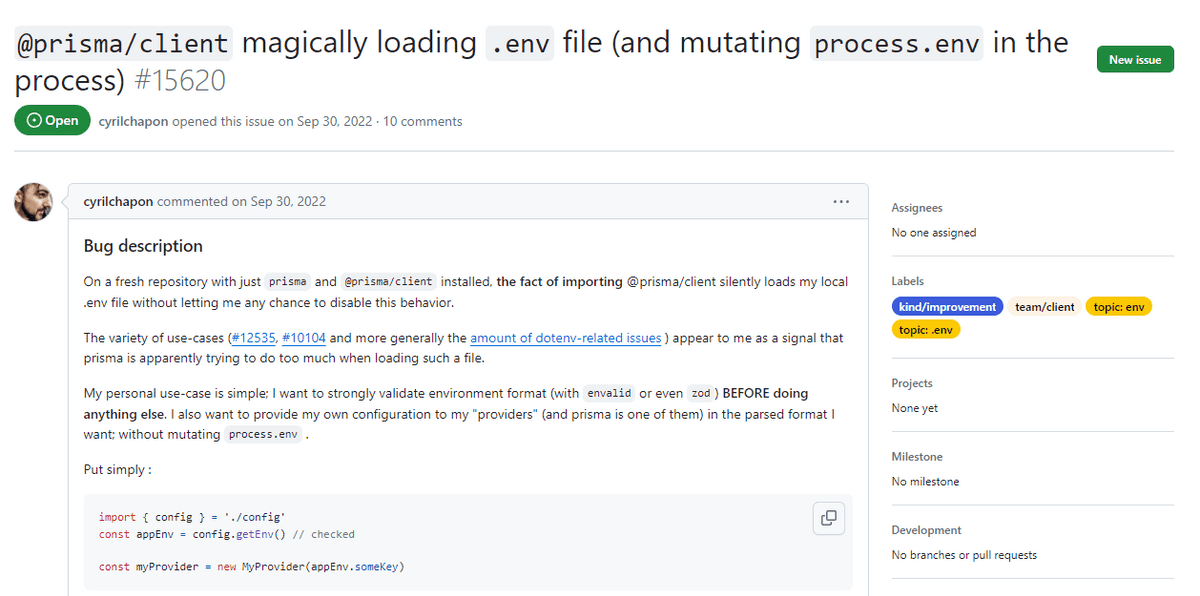 @prisma/client magically loading .env file (and mutating process.env in the
process) #15620
New issue
Open
cyrilchapon opened this issue on Sep 30, 2022 · 10 comments
cyrilchapon commented on Sep 30, 2022
Bug description
On a fresh repository with just prisma and @prisma/client installed, the fact of importing @prisma/client silently loads my local
.env file without letting me any chance to disable this behavior.
The variety of use-cases (#12535, #10104 and more generally the amount of dotenv-related issues ) appear to me as a signal that
prisma is apparently trying to do too much when loading such a file.
My personal use-case is simple; I want to strongly validate environment format (with envalid or even zod ) BEFORE doing
anything else. I also want to provide my own configuration to my "providers" (and prisma is one of them) in the parsed format I
want; without mutating process.env .
Put simply :
import { config } = './config'
const appEnv = config.getEnv() // checked
const myProvider = new MyProvider(appEnv.someKey)
Assignees
No one assigned
Labels
kind/improvement team/client topic: env
topic: .env
Projects
None yet
Milestone
No milestone
Development
No branches or pull requests